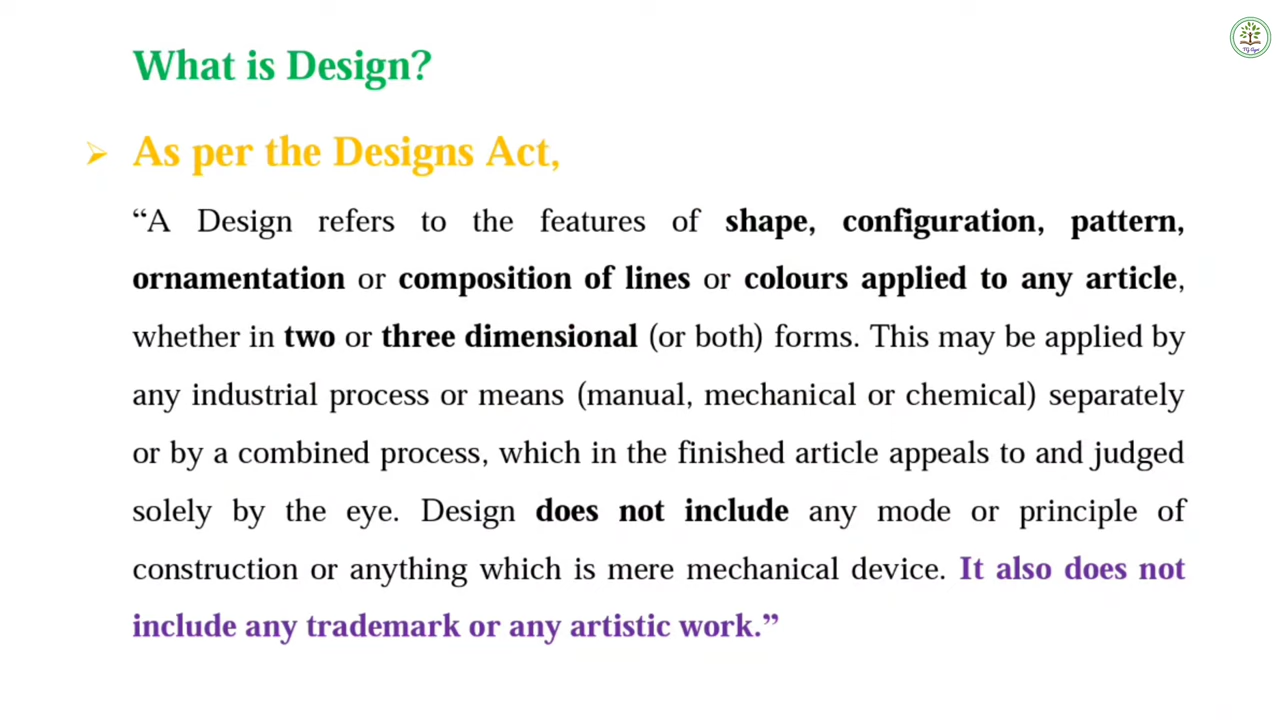 What is Design?
➢ As per the Designs Act,
“A Design refers to the features of shape, configuration, pattern,
ornamentation or composition of lines or colours applied to any article,
whether in two or three dimensional (or both) forms. This may be applied by
any industrial process or means (manual, mechanical or chemical) separately
or by a combined process, which in the finished article appeals to and judged
solely by the eye. Design does not include any mode or principle of
construction or anything which is mere mechanical device. It also does not
include any trademark or any artistic work.”